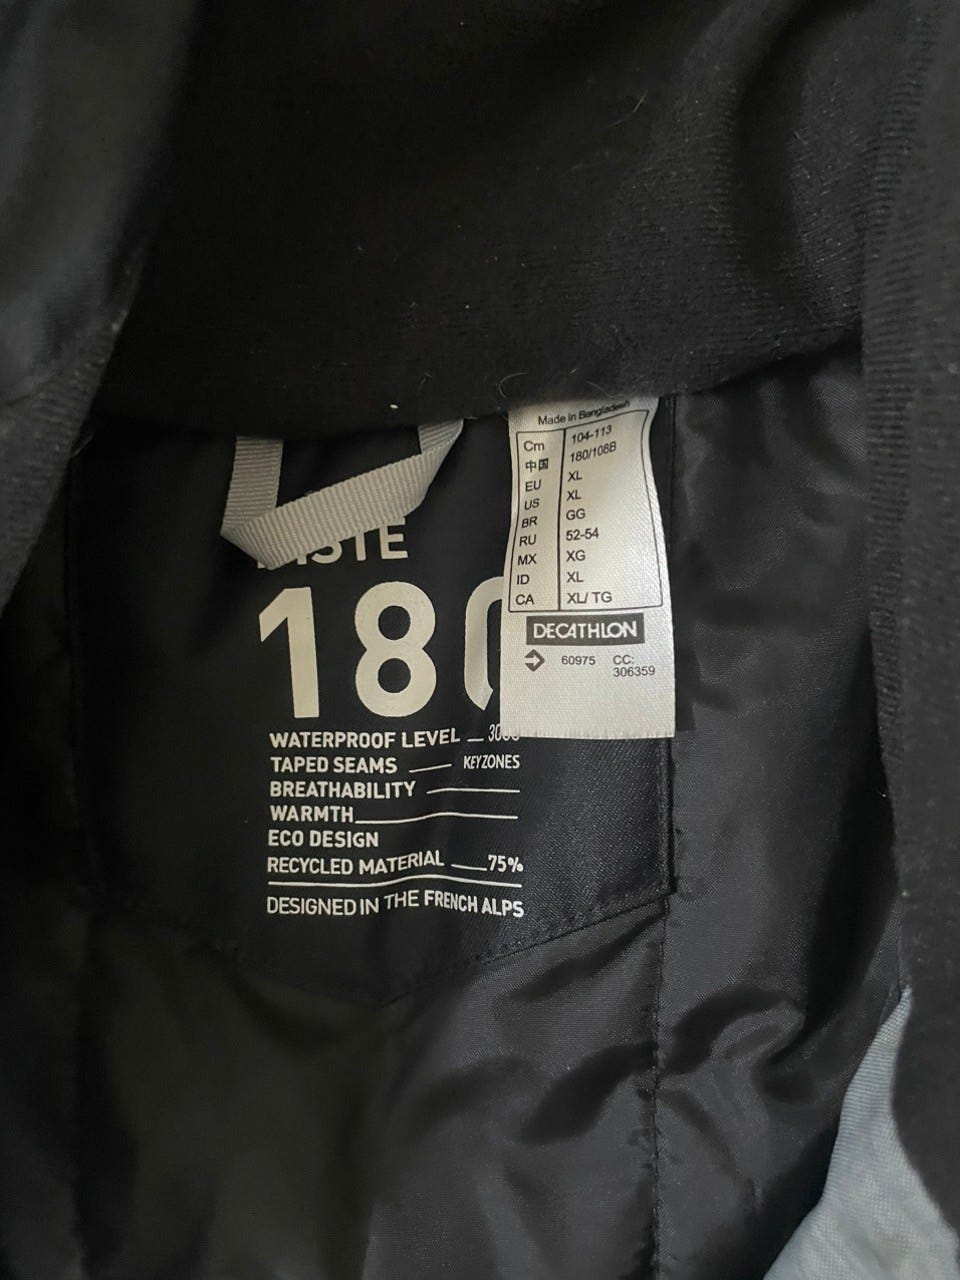 Made in Bangladesh
Cm 104-113
中国 180/108B
EU XL
US XL
BR GG
RU 52-54
MX XG
ID XL
CA XL/TG
DECATHLON
60975 CC:
306359
180
WATERPROOF LEVEL
TAPED SEAMS KEYZONES
BREATHABILITY
WARMTH
ECO DESIGN
RECYCLED MATERIAL 75%
DESIGNED IN THE FRENCH ALPS